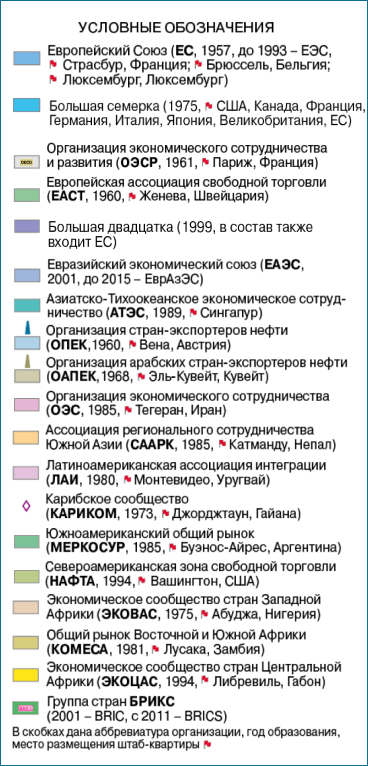 УСЛОВНЫЕ ОБОЗНАЧЕНИЯ
Европейский Союз (ЕС, 1957, до 1993 – ЕЭС,
Страсбур, Франция; Брюссель, Бельгия;
Люксембург, Люксембург)
Большая семерка (1975, США, Канада, Франция,
Германия, Италия, Япония, Великобритания, ЕС)
OECD
Организация экономического сотрудничества
и развития (ОЭСР, 1961, Париж, Франция)
Европейская ассоциация свободной торговли
(ЕАСТ, 1960, Женева, Швейцария)
Большая двадцатка (1999, в состав также
входит ЕС)
Евразийский экономический союз (ЕАЭС,
2001, до 2015 - ЕврАзЭС)
Азиатско-Тихоокеанское экономическое сотруд-
ничество (АТЭС, 1989, Сингапур)
Организация стран-экспортеров нефти
(ОПЕК,1960, Вена, Австрия)
Организация арабских стран-экспортеров нефти
(ОАПЕК,1968, Эль-Кувейт, Кувейт)
Организация экономического сотрудничества
(ОЭС, 1985, Тегеран, Иран)
Ассоциация регионального сотрудничества
Южной Азии (СААРК, 1985, Катманду, Непал)
Латиноамериканская ассоциация интеграции
(ЛАИ, 1980, Монтевидео, Уругвай)
Карибское сообщество
(КАРИКОМ, 1973, Джорджтаун, Гайана)
Южноамериканский общий рынок
(МЕРКОСУР, 1985, Буэнос-Айрес, Аргентина)
Североамериканская зона свободной торговли
(НАФТА, 1994, Вашингтон, США)
Экономическое сообщество стран Западной
Африки (ЭКОВАС, 1975, Абуджа, Нигерия)
Общий рынок Восточной и Южной Африки
(КОМЕСА, 1981, Лусака, Замбия)
Экономическое сообщество стран Центральной
Африки (ЭКОЦАС, 1994, Либревиль, Габон)
BRICS
Группа стран БРИКС
(2001 – BRIC, с 2011 – BRICS)
В скобках дана аббревиатура организации, год образования,
место размещения штаб-квартиры